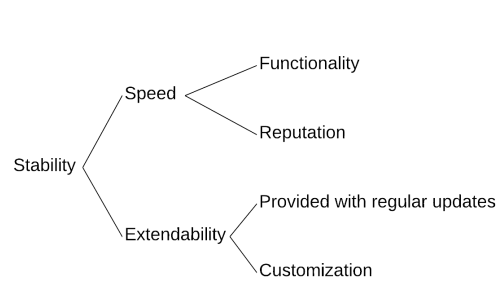 Functionality
Speed
Reputation
Stability
Provided with regular updates
Extendability
Customization